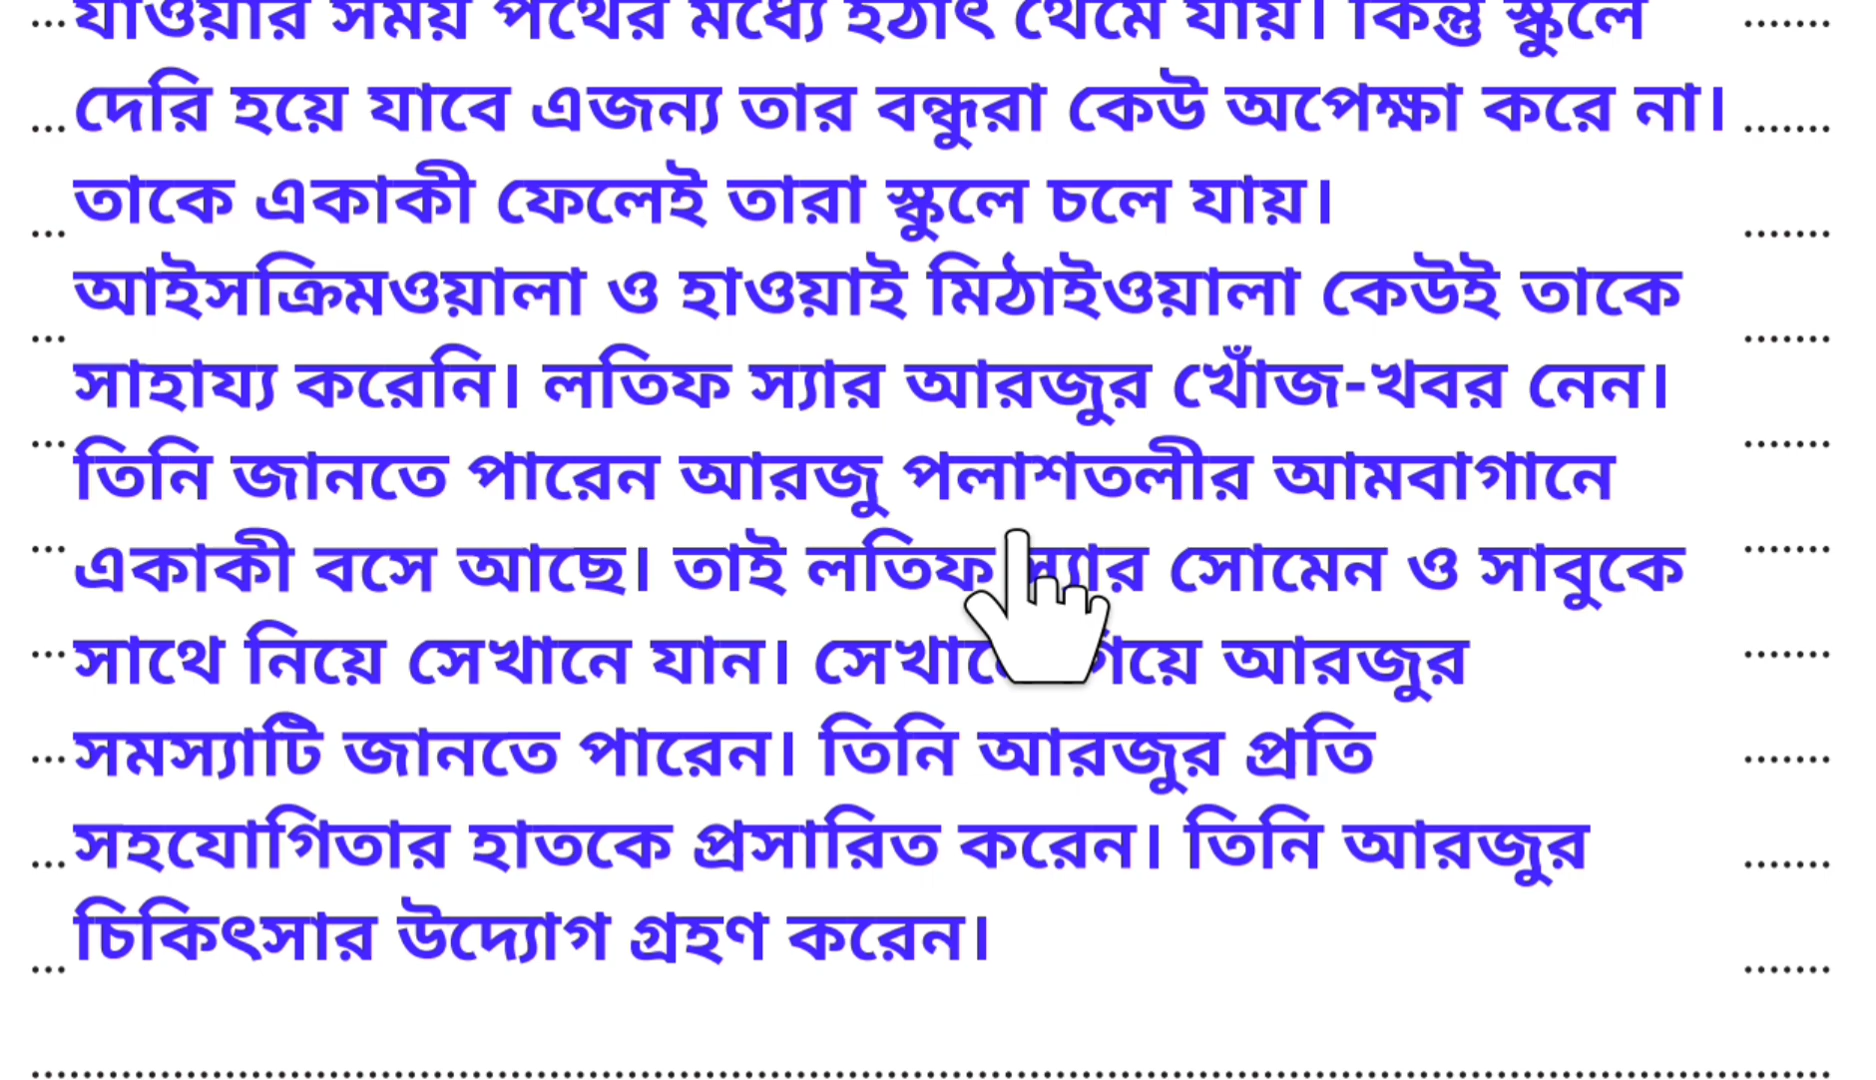 যাওয়ার সময় পথের মধ্যে হঠাৎ থেমে যায়। কিন্তু স্কুলে
দেরি হয়ে যাবে এজন্য তার বন্ধুরা কেউ অপেক্ষা করে না।
তাকে একাকী ফেলেই তারা স্কুলে চলে যায়।
আইসক্রিমওয়ালা ও হাওয়াই মিঠাইওয়ালা কেউই তাকে
সাহায্য করেনি। লতিফ স্যার আরজুর খোঁজ-খবর নেন।
তিনি জানতে পারেন আরজু পলাশতলীর আমবাগানে
একাকী বসে আছে। তাই লতিফ স্যার সোমেন ও সাবুকে
সাথে নিয়ে সেখানে যান। আরজুর
সমস্যাটি জানতে পারেন। তিনি আরজুর প্রতি
সহযোগিতার হাতকে প্রসারিত করেন। তিনি আরজুর
চিকিৎসার উদ্যোগ গ্রহণ করেন।